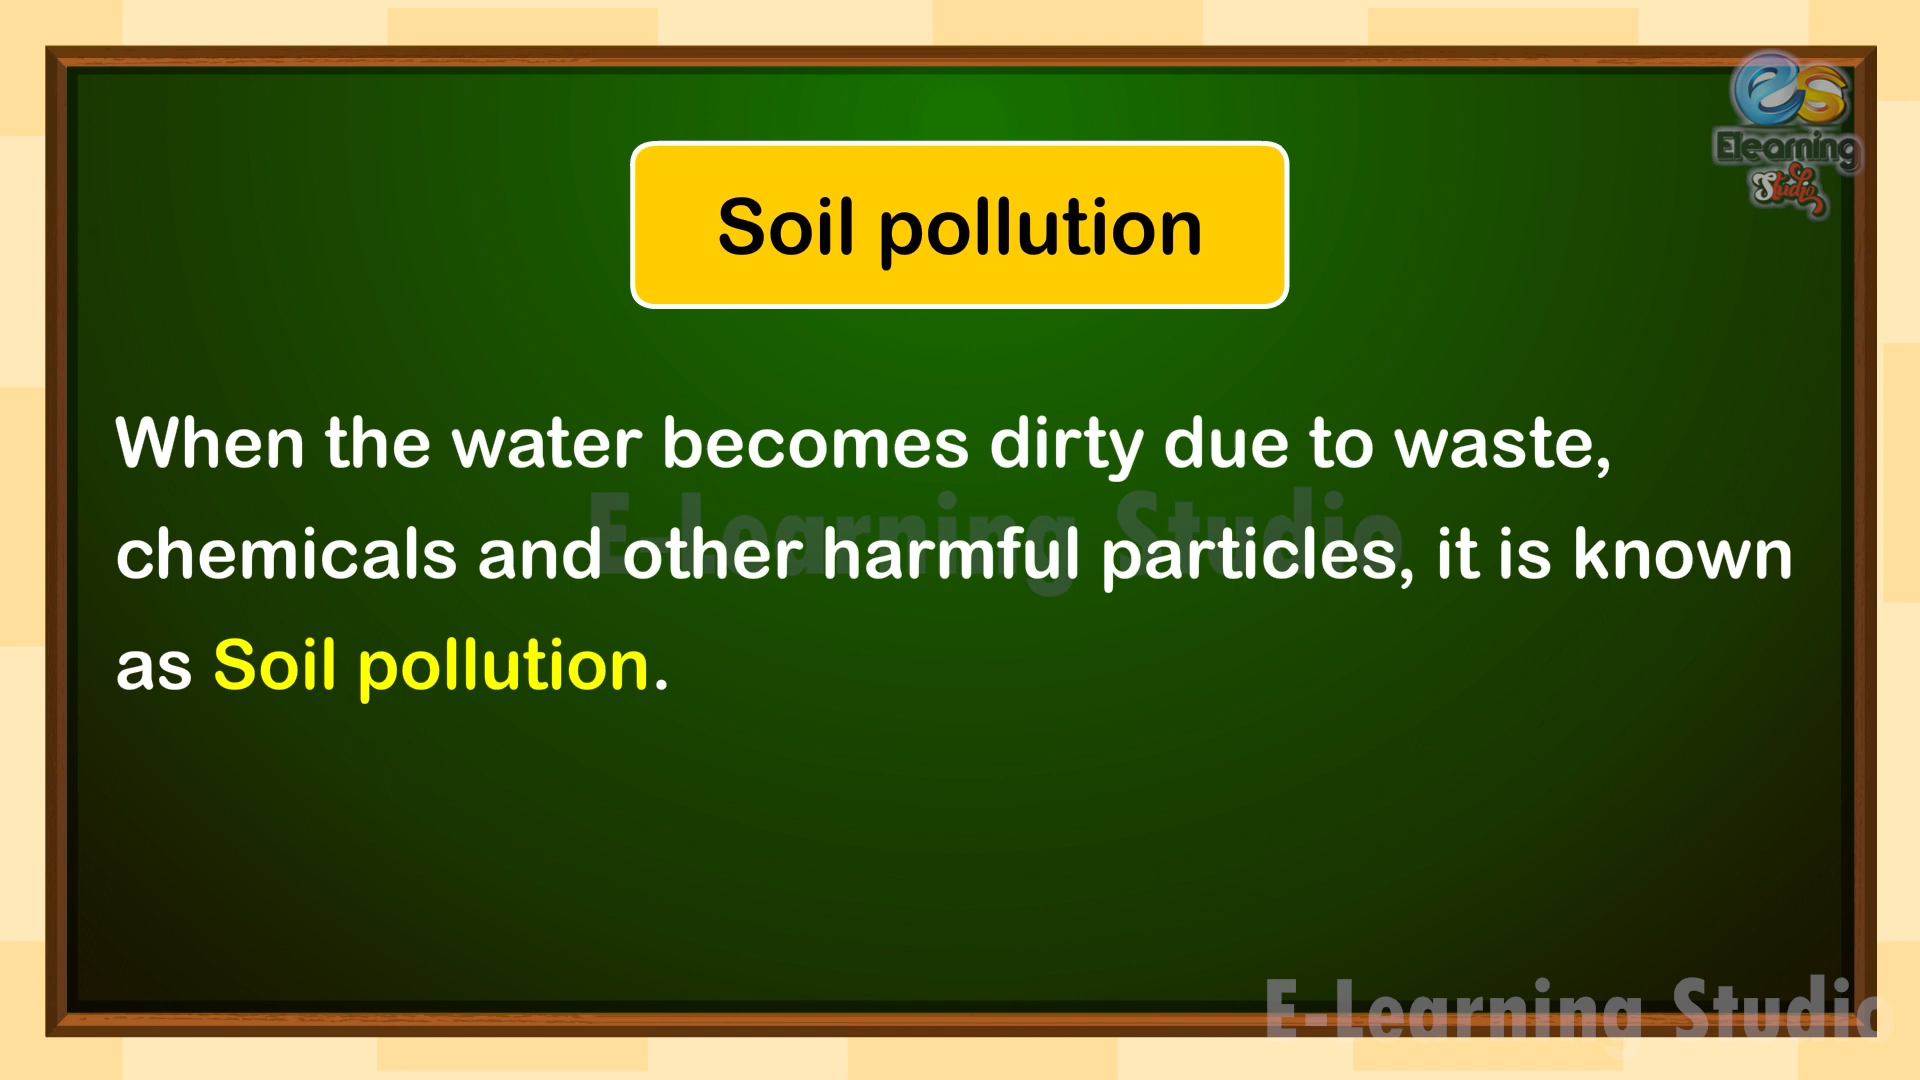 es
Elearning
Studio
Soil pollution
When the water becomes dirty due to waste,
chemicals and other harmful particles, it is known
as Soil pollution.
E-Learning Studio
E-Learning Studio